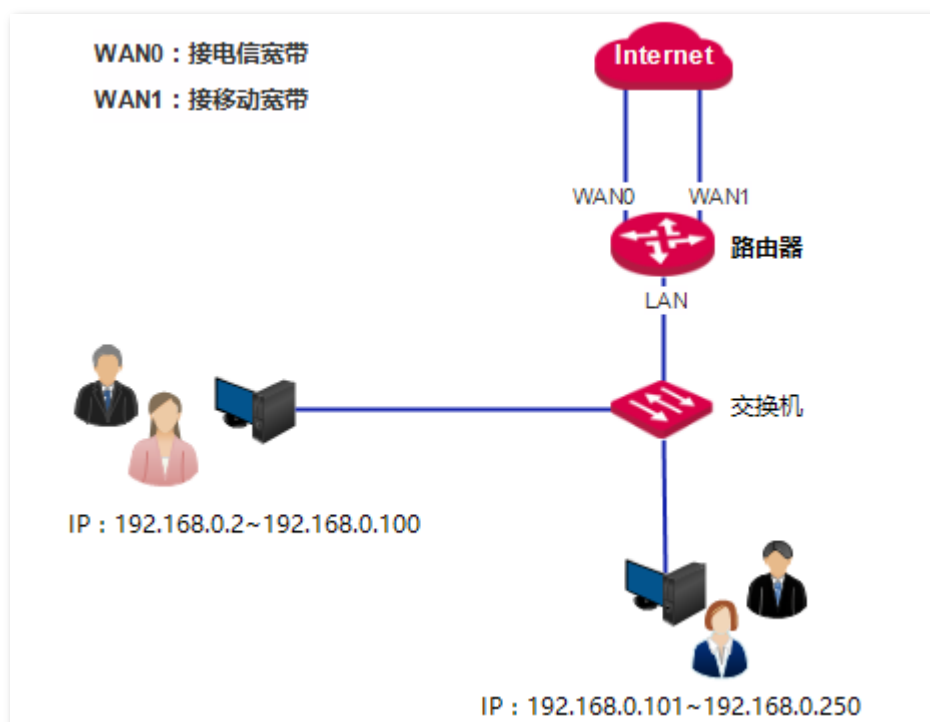 WAN0：接电信宽带
WAN1：接移动宽带
Internet
WAN0
WAN1
路由器
LAN
交换机
IP：192.168.0.2~192.168.0.100
IP：192.168.0.101~192.168.0.250